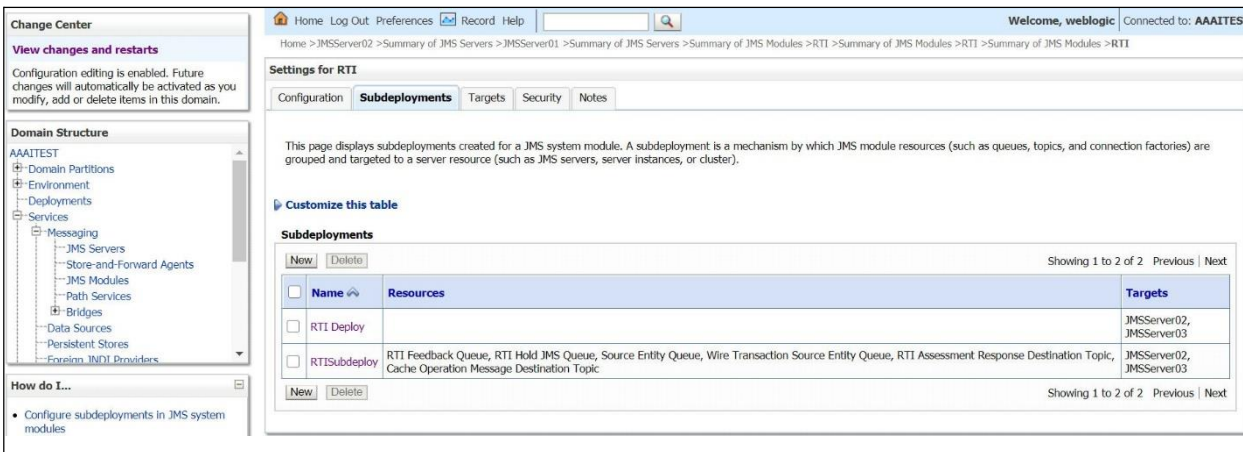 Change Center
View changes and restarts
Configuration editing is enabled. Future
changes will automatically be activated as you
modify, add or delete items in this domain.
Domain Structure
AAAITEST
Domain Partitions
Environment
Deployments
Services
Messaging
JMS Servers
Store-and-Forward Agents
JMS Modules
Path Services
Bridges
Data Sources
Persistent Stores
Foreign JNDI Providers
How do I...
Configure subdeployments in JMS system
modules
Home Log Out Preferences Record Help
Welcome, weblogic Connected to: AAAITES
Home >JMSServer02 >Summary of JMS Servers >JMSServer01 >Summary of JMS Servers >Summary of JMS Modules >RTI >Summary of JMS Modules >RTI >Summary of JMS Modules >RTI
Settings for RTI
Configuration Subdeployments Targets Security Notes
This page displays subdeployments created for a JMS system module. A subdeployment is a mechanism by which JMS module resources (such as queues, topics, and connection factories) are
grouped and targeted to a server resource (such as JMS servers, server instances, or cluster).
Customize this table
Subdeployments
New Delete Showing 1 to 2 of 2 Previous | Next
Name Resources Targets
RTI Deploy JMSServer02,
JMSServer03
RTISubdeploy RTI Feedback Queue, RTI Hold JMS Queue, Source Entity Queue, Wire Transaction Source Entity Queue, RTI Assessment Response Destination Topic, JMSServer02,
Cache Operation Message Destination Topic JMSServer03
New Delete Showing 1 to 2 of 2 Previous | Next